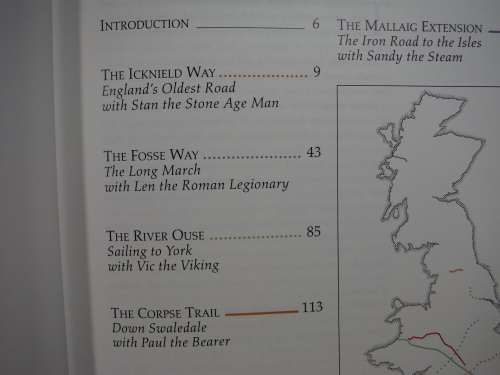 INTRODUCTION 6
THE ICKNIELD WAY 9
England's Oldest Road
with Stan the Stone Age Man
THE FOSSE WAY 43
The Long March
with Len the Roman Legionary
THE RIVER OUSE 85
Sailing to York
with Vic the Viking
THE CORPSE TRAIL 113
Down Swaledale
with Paul the Bearer
THE MALLAIG EXTENSION
The Iron Road to the Isles
with Sandy the Steam